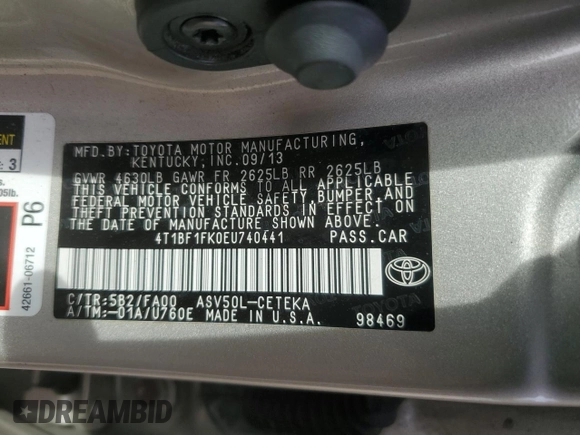 MFD.BY:TOYOTA MOTOR MANUFACTURING,
KENTUCKY, INC.09/13
GVWR 4630LB GAWR FR 2625LB RR 2625LB
THIS VEHICLE CONFORMS TO ALL APPLICABLE
FEDERAL MOTOR VEHICLE SAFETY,BUMPER,AND
THEFT PREVENTION STANDARDS IN EFFECT ON
THE DATE OF MANUFACTURE SHOWN ABOVE.
4T1BF1FK0EU740441 PASS.CAR
C/TR:5B2/FA00 ASV50L-CETEKA
A/TM:-01A/U760E MADE IN U.S.A.
98469
TOYOTA
3
P6
42661-06712
DREAMBID